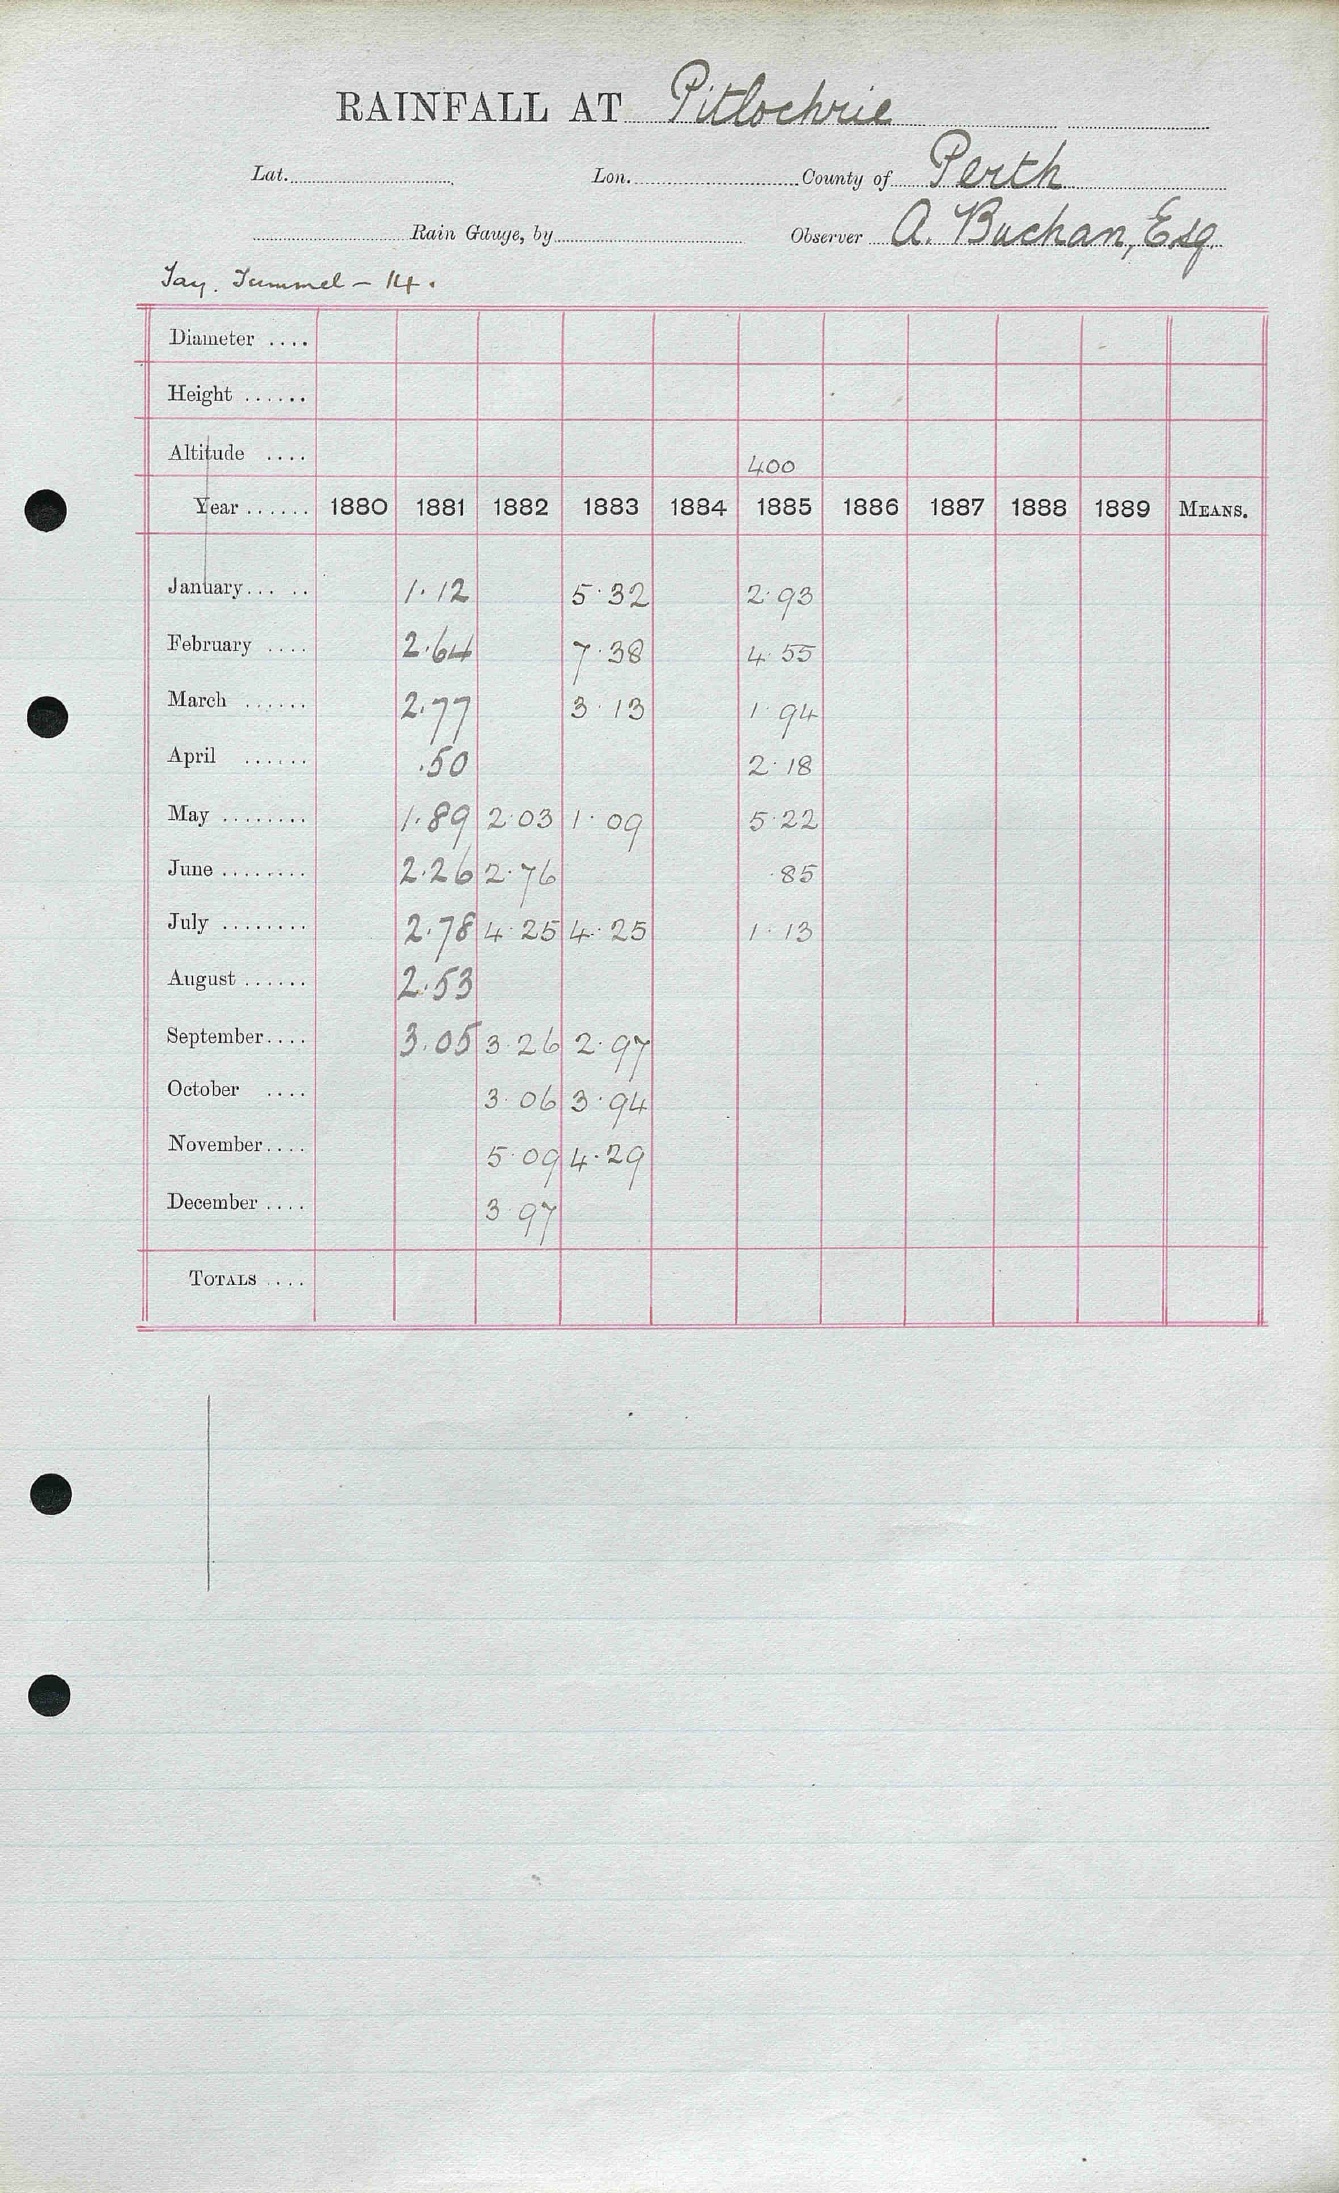 RAINFALL AT Pitlochrie
Lat. Lon. County of Perth
Rain Gauge, by Observer A. Buchan, Esq.
Tay. Tummel - 14.
Diameter ....
Height ......
Altitude .... 400
Year ...... 1880 1881 1882 1883 1884 1885 1886 1887 1888 1889 MEANS.
January... .. 1.12 5.32 2.93
February .... 2.64 7.38 4.55
March ...... 2.77 3.13 1.94
April ...... .50 2.18
May ........ 1.89 2.03 1.09 5.22
June ........ 2.26 2.76 .85
July ........ 2.78 4.25 4.25 1.13
August ...... 2.53
September.... 3.05 3.26 2.97
October .... 3.06 3.94
November.... 5.09 4.29
December .... 3.97
TOTALS ....